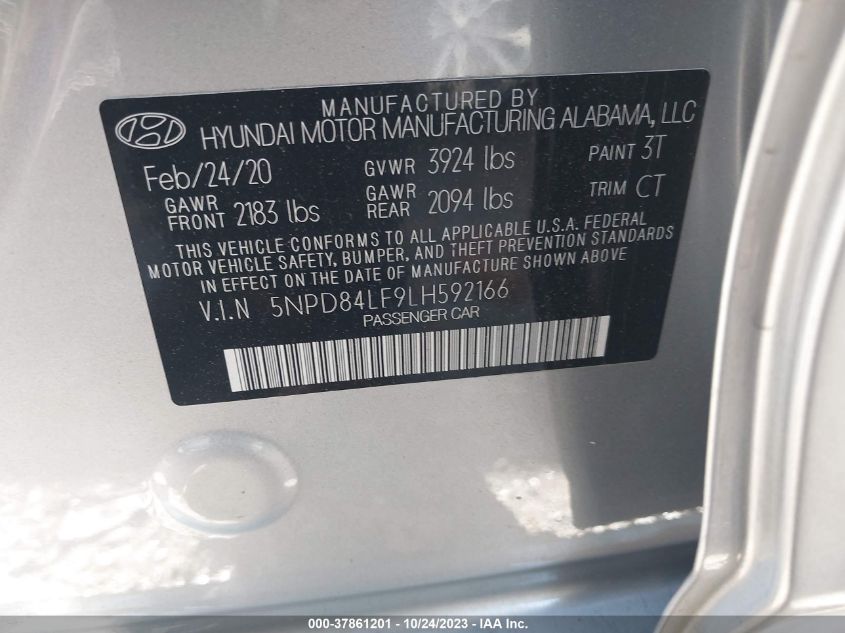 MANUFACTURED BY
HYUNDAI MOTOR MANUFACTURING ALABAMA, LLC
Feb/24/20 GVWR 3924 lbs PAINT 3T
GAWR FRONT 2183 lbs GAWR REAR 2094 lbs TRIM CT
THIS VEHICLE CONFORMS TO ALL APPLICABLE U.S.A. FEDERAL
MOTOR VEHICLE SAFETY, BUMPER, AND THEFT PREVENTION STANDARDS
IN EFFECT ON THE DATE OF MANUFACTURE SHOWN ABOVE
V.I.N 5NPD84LF9LH592166
PASSENGER CAR
000-37861201 - 10/24/2023 - IAA Inc.